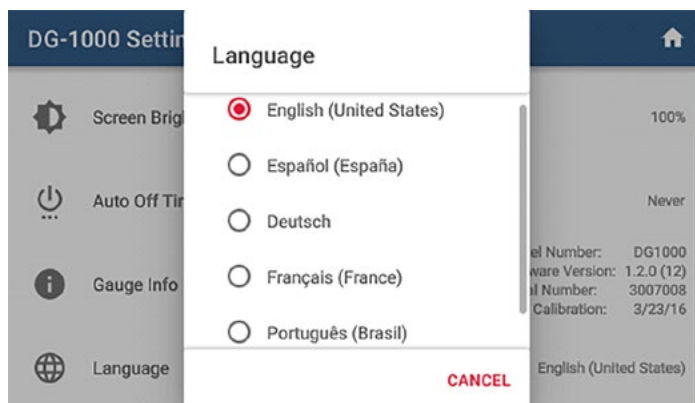 DG-1000 Settin
Language
English (United States)
Español (España)
Deutsch
Français (France)
Português (Brasil)
CANCEL
Screen Brig
100%
Auto Off Tir
Never
Gauge Info
el Number: DG1000
ware Version: 1.2.0 (12)
al Number: 3007008
Calibration: 3/23/16
Language
English (United States)